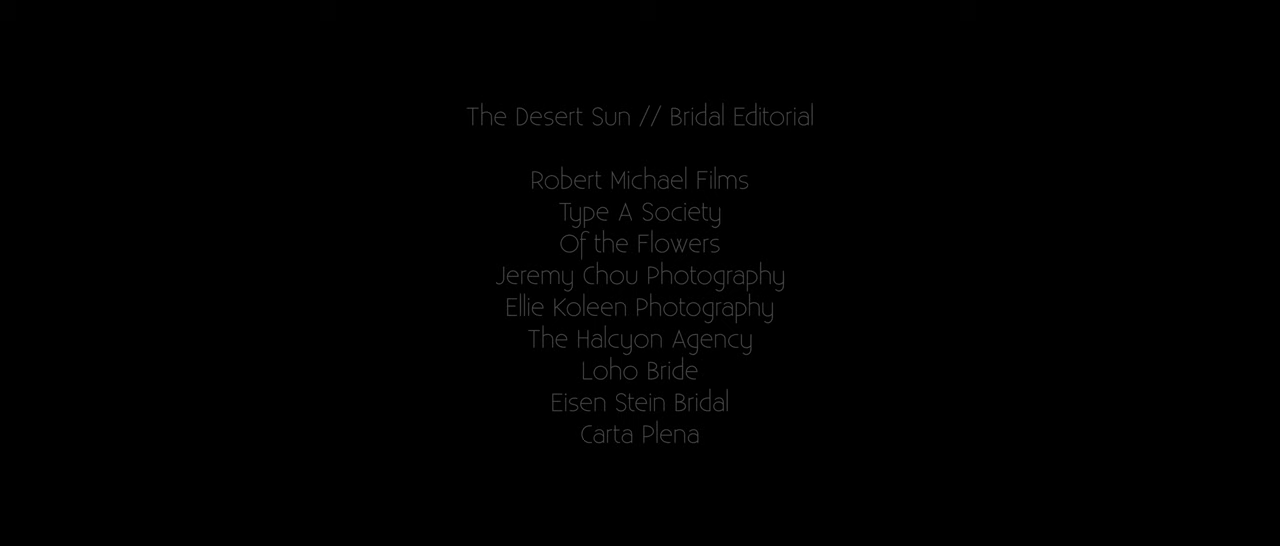 The Desert Sun // Bridal Editorial
Robert Michael Films
Type A Society
Of the Flowers
Jeremy Chou Photography
Ellie Koleen Photography
The Halcyon Agency
Loho Bride
Eisen Stein Bridal
Carta Plena